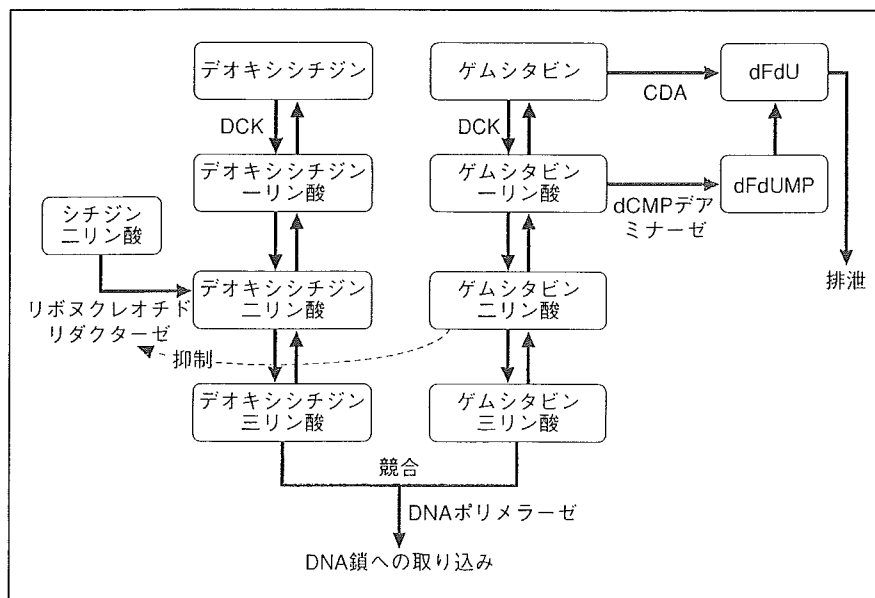 デオキシシチジン
ゲムシタビン
dFdU
DCK
DCK
CDA
デオキシシチジン
一リン酸
ゲムシタビン
一リン酸
dFdUMP
dCMPデア
ミナーゼ
シチジン
二リン酸
デオキシシチジン
二リン酸
ゲムシタビン
二リン酸
排泄
リボヌクレオチド
リダクターゼ
抑制
デオキシシチジン
三リン酸
ゲムシタビン
三リン酸
競合
DNAポリメラーゼ
DNA鎖への取り込み